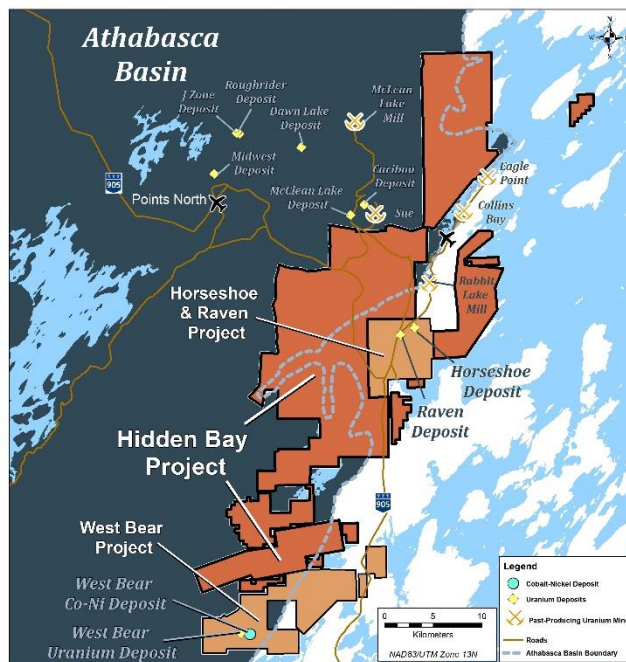 Athabasca
Basin
Roughrider
Deposit
J Zone
Deposit
Dawn Lake
Deposit
McLean
Lake
Mill
Midwest
Deposit
905
Points North
McClean Lake
Deposit
Caribou
Deposit
Sue
Eagle
Point
Collins
Bay
Rabbit
Lake
Mill
Horseshoe
& Raven
Project
Horseshoe
Deposit
Raven
Deposit
Hidden Bay
Project
905
West Bear
Project
West Bear
Co-Ni Deposit
West Bear
Uranium Deposit
0 5 10
Kilometers
NAD83/UTM Zone 13N
Legend
Cobalt-Nickel Deposit
Uranium Deposits
Past-Producing Uranium Mine
Roads
Athabasca Basin Boundary